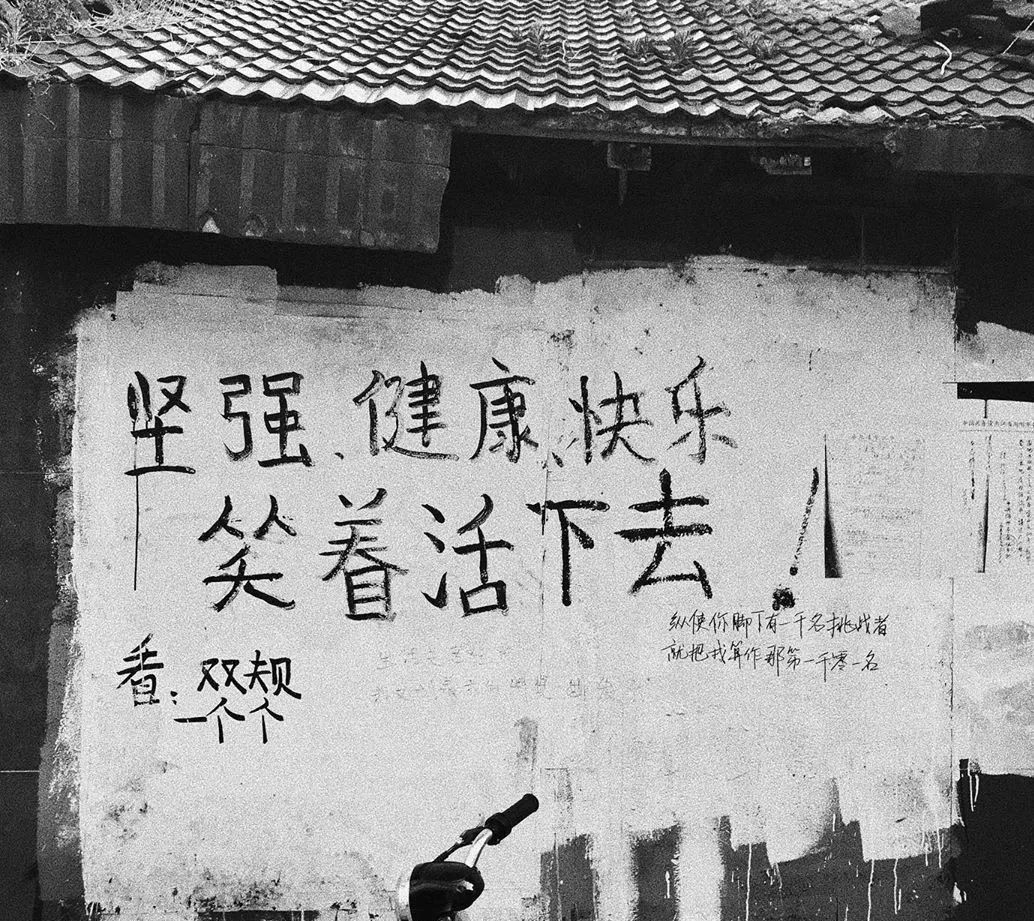 坚强、健康、快乐
笑着活下去!
纵使你脚下有一千名挑战者
就把我算作那第一千零一名
看:双规
一个个